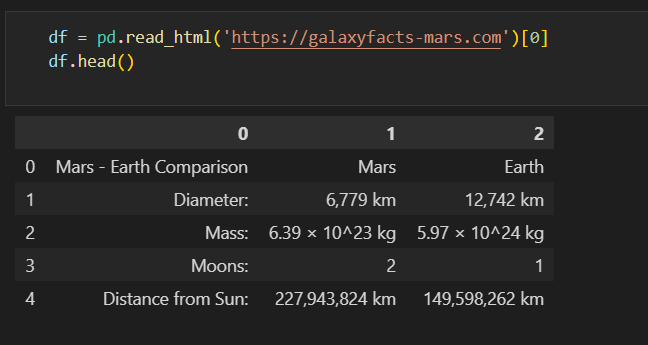 df = pd.read_html('https://galaxyfacts-mars.com')[0]
df.head()
0 1 2
0 Mars - Earth Comparison Mars Earth
1 Diameter: 6,779 km 12,742 km
2 Mass: 6.39 × 10^23 kg 5.97 × 10^24 kg
3 Moons: 2 1
4 Distance from Sun: 227,943,824 km 149,598,262 km